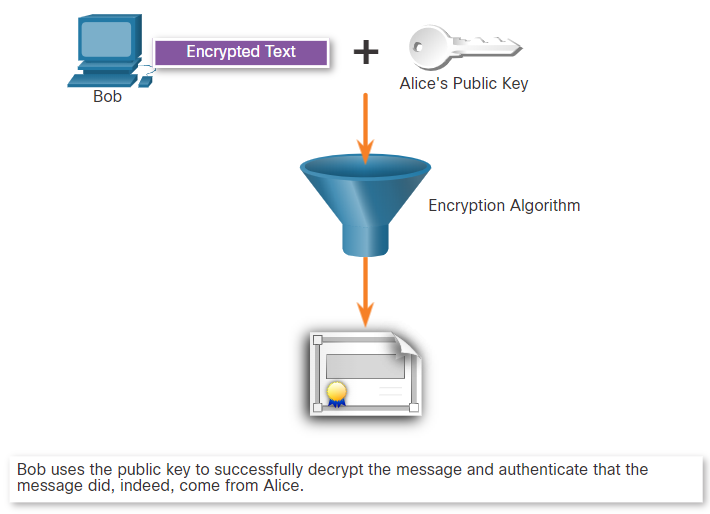 Encrypted Text
Bob
Alice's Public Key
Encryption Algorithm
Bob uses the public key to successfully decrypt the message and authenticate that the
message did, indeed, come from Alice.